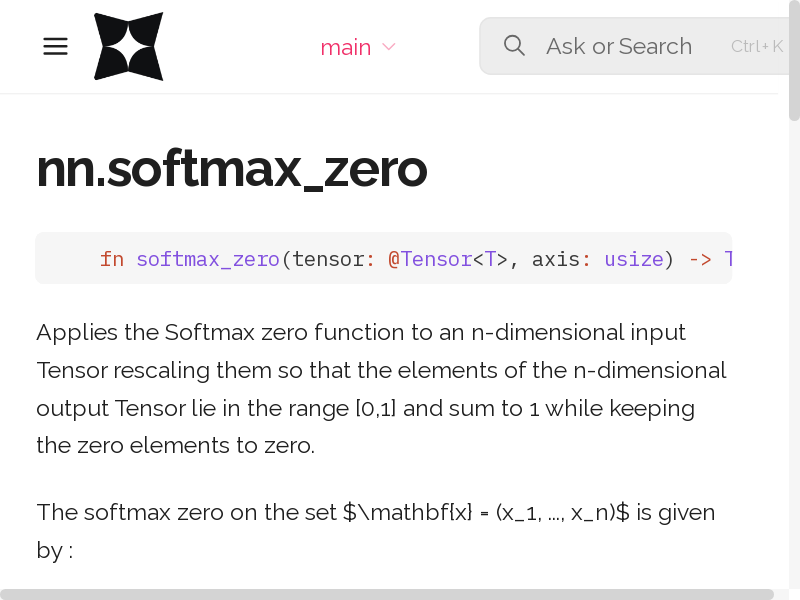 main
Ask or Search
Ctrl+K
nn.softmax_zero
fn softmax_zero(tensor: @Tensor<T>, axis: usize) -> T
Applies the Softmax zero function to an n-dimensional input
Tensor rescaling them so that the elements of the n-dimensional
output Tensor lie in the range [0,1] and sum to 1 while keeping
the zero elements to zero.
The softmax zero on the set $\mathbf{x} = (x_1, ..., x_n)$ is given
by :